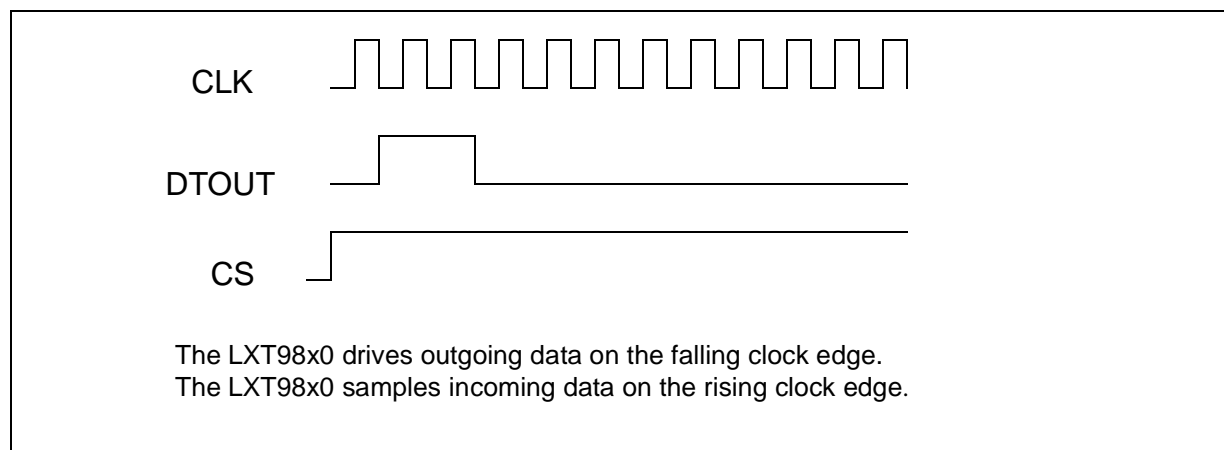 CLK
DTOUT
CS
The LXT98x0 drives outgoing data on the falling clock edge.
The LXT98x0 samples incoming data on the rising clock edge.